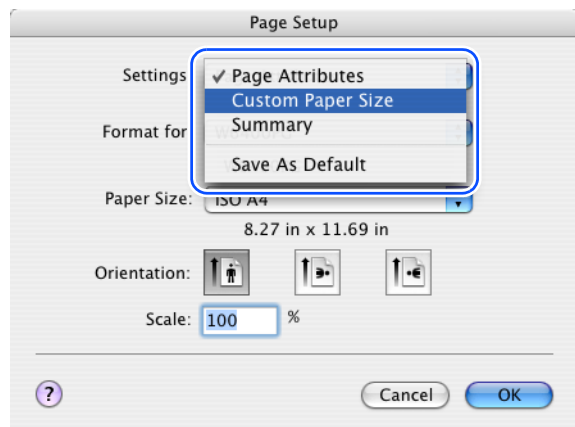 Page Setup
Settings
✓ Page Attributes
Custom Paper Size
Format for
Summary
Save As Default
Paper Size: ISO A4
8.27 in x 11.69 in
Orientation:
Scale: 100 %
? Cancel OK